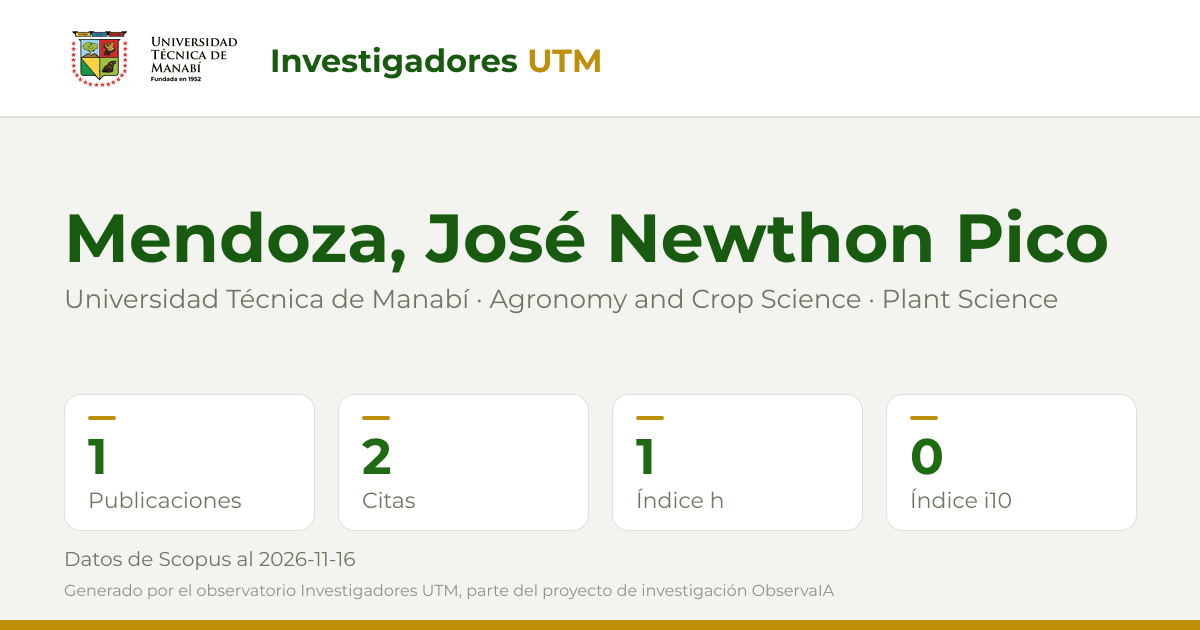 UNIVERSIDAD
TÉCNICA DE
MANABÍ
Fundada en 1952
Investigadores UTM
Mendoza, José Newthon Pico
Universidad Técnica de Manabí · Agronomy and Crop Science · Plant Science
1
Publicaciones
2
Citas
1
Índice h
0
Índice i10
Datos de Scopus al 2026-11-16
Generado por el observatorio Investigadores UTM, parte del proyecto de investigación ObservaIA